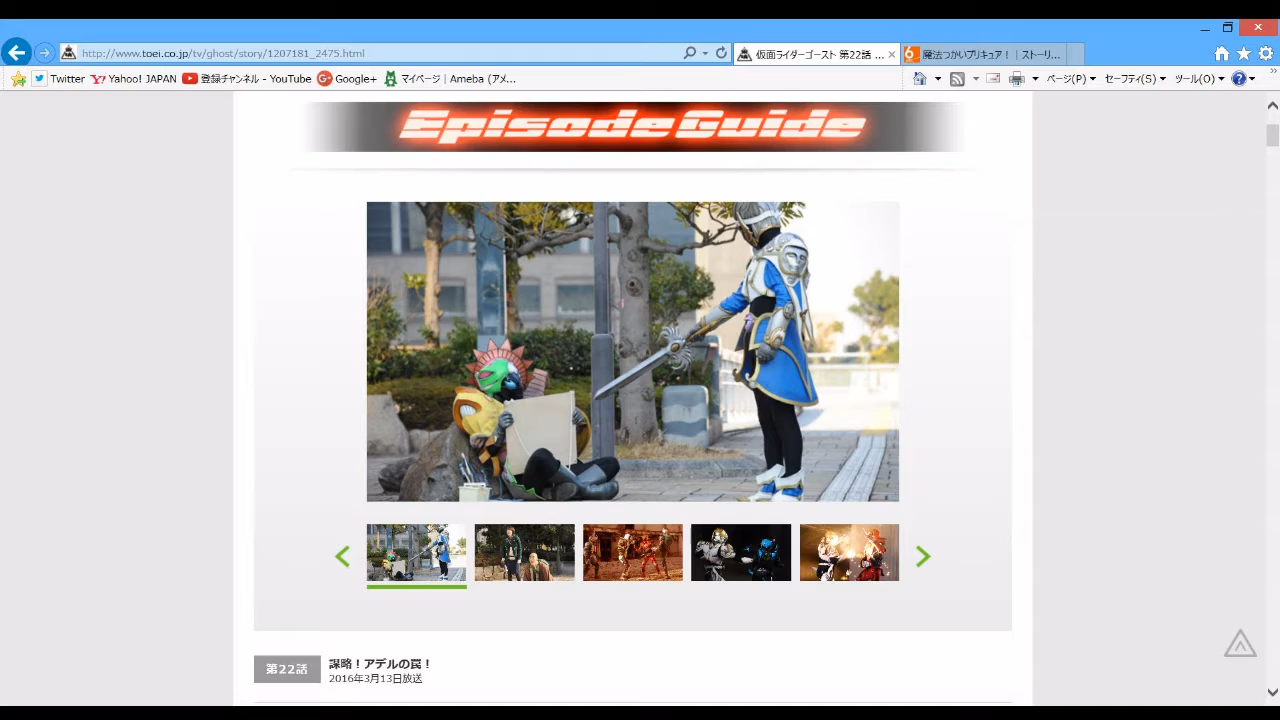 http://www.toei.co.jp/tv/ghost/story/1207181_2475.html
仮面ライダーゴースト 第22話 ...
魔法つかいプリキュア！｜ストーリ...
Twitter
Yahoo! JAPAN
登録チャンネル - YouTube
Google+
マイページ｜Ameba (アメ...
ページ(P)
セーフティ(S)
ツール(O)
Episode Guide
第22話
謀略！アデルの罠！
2016年3月13日放送